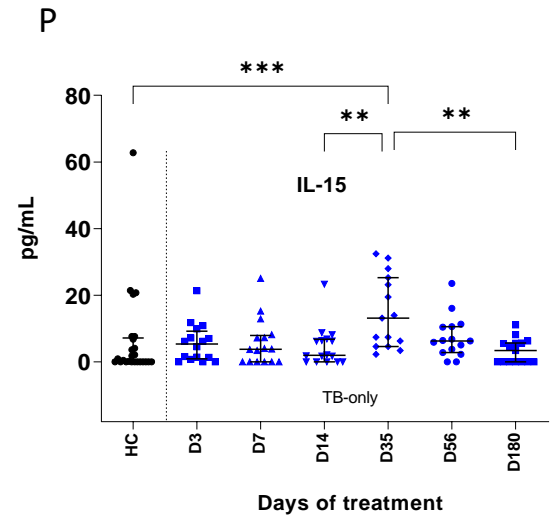 P
***
** **
80
60
40
20
0
pg/mL
IL-15
TB-only
HC D3 D7 D14 D35 D56 D180
Days of treatment